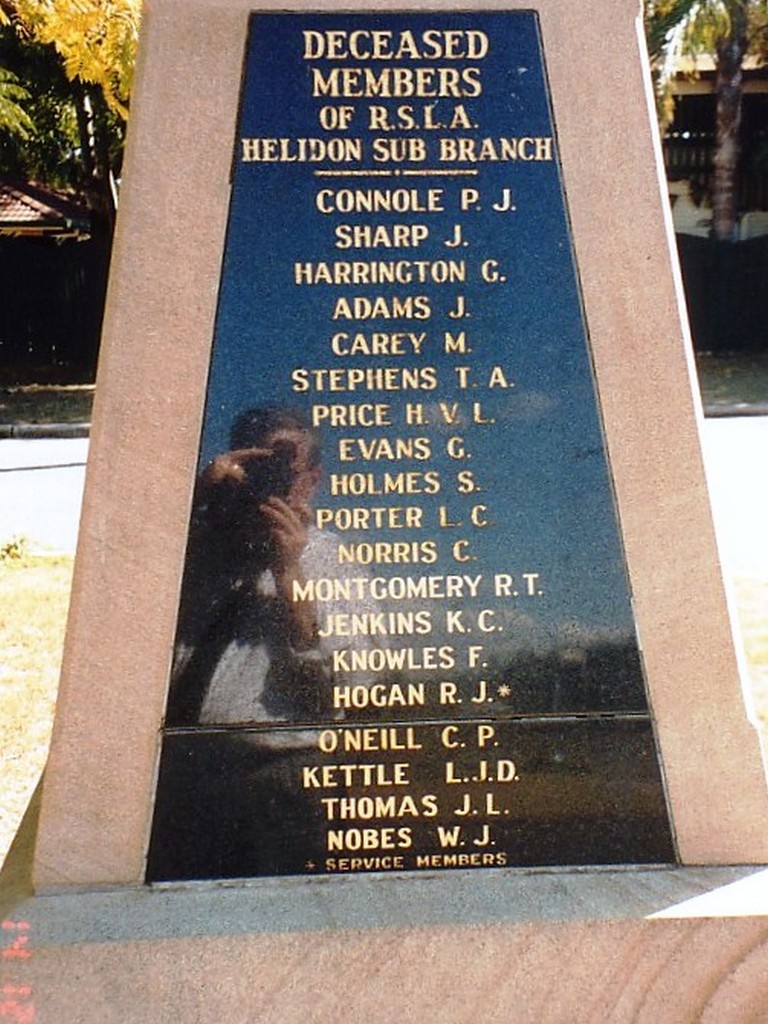 DECEASED
MEMBERS
OF R.S.L.A.
HELIDON SUB BRANCH
CONNOLE P. J.
SHARP J.
HARRINGTON G.
ADAMS J.
CAREY M.
STEPHENS T. A.
PRICE H. V. L.
EVANS G.
HOLMES S.
PORTER L. C.
NORRIS C.
MONTGOMERY R. T.
JENKINS K. C.
KNOWLES F.
HOGAN R. J.*
O'NEILL C. P.
KETTLE L.J.D.
THOMAS J. L.
NOBES W. J.
* SERVICE MEMBERS